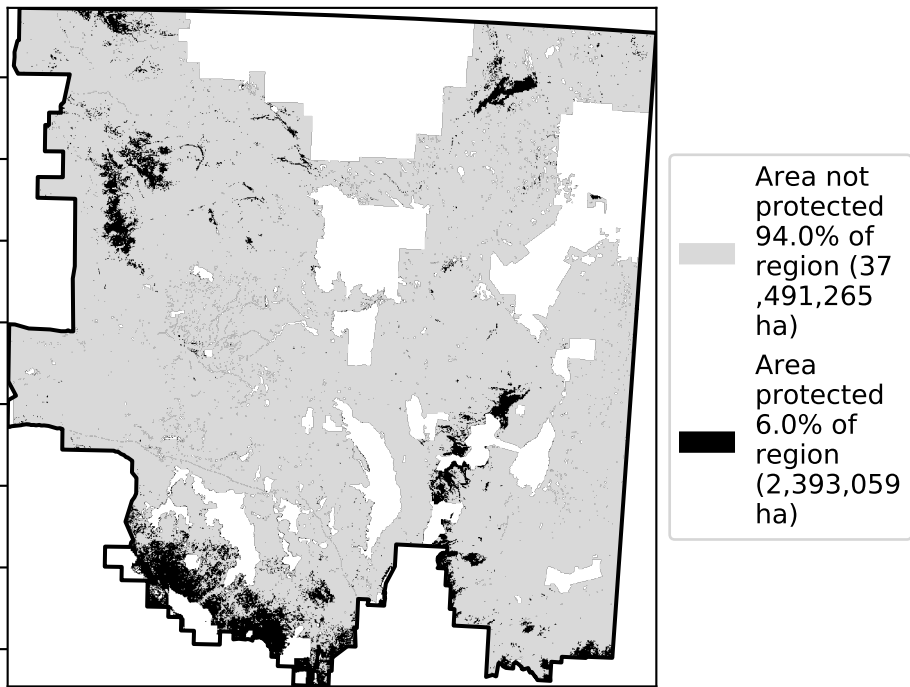 Area not
protected
94.0% of
region (37
,491,265
ha)
Area
protected
6.0% of
region
(2,393,059
ha)